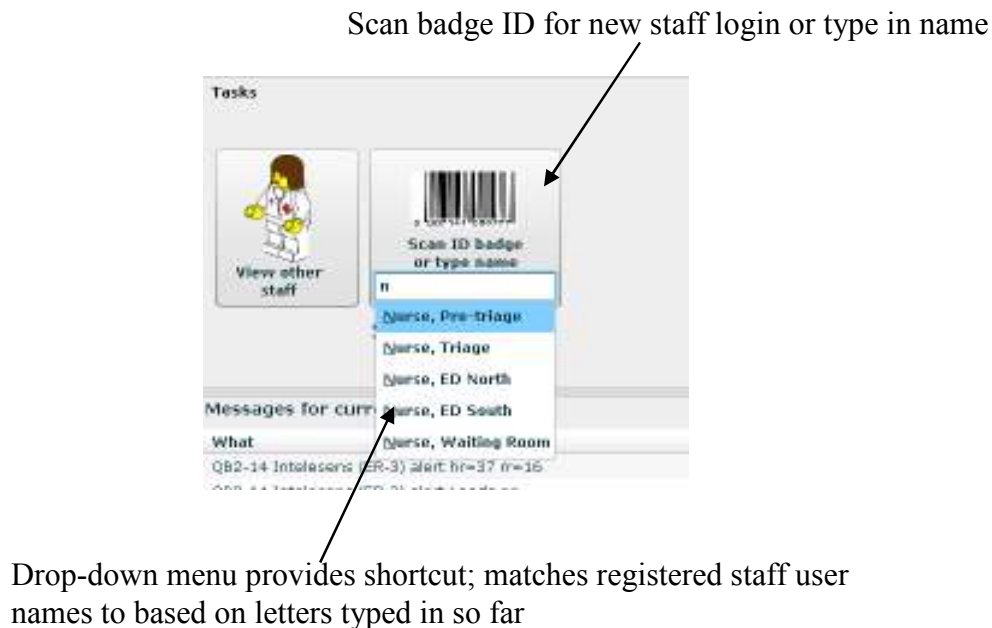 Scan badge ID for new staff login or type in name
Tasks
View other
staff
Scan ID badge
or type name
n
Nurse, Pre-triage
Nurse, Triage
Nurse, ED North
Nurse, ED South
Nurse, Waiting Room
Messages for curr
What
QB2-14 Intelesens (ER-3) alert hr=37 rr=16
Drop-down menu provides shortcut; matches registered staff user
names to based on letters typed in so far